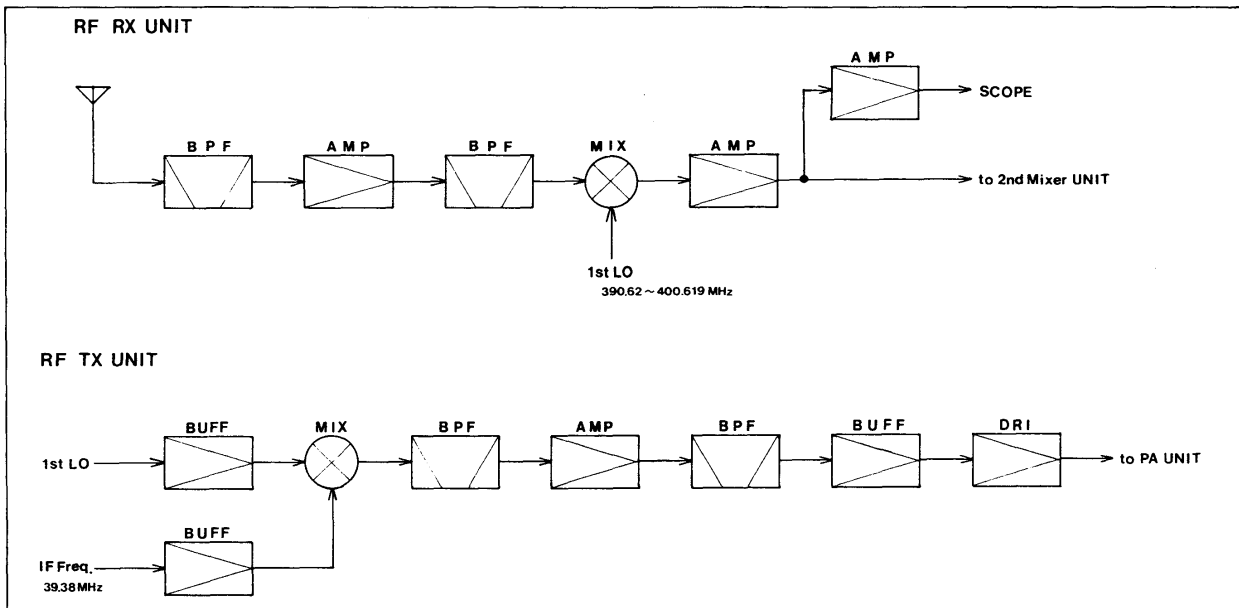 RF RX UNIT
AMP
SCOPE
BPF AMP BPF MIX AMP
to 2nd Mixer UNIT
1st LO
390.62 ~ 400.619 MHz
RF TX UNIT
BUFF MIX BPF AMP BPF BUFF DRI
1st LO
to PA UNIT
BUFF
IF Freq.
39.38 MHz